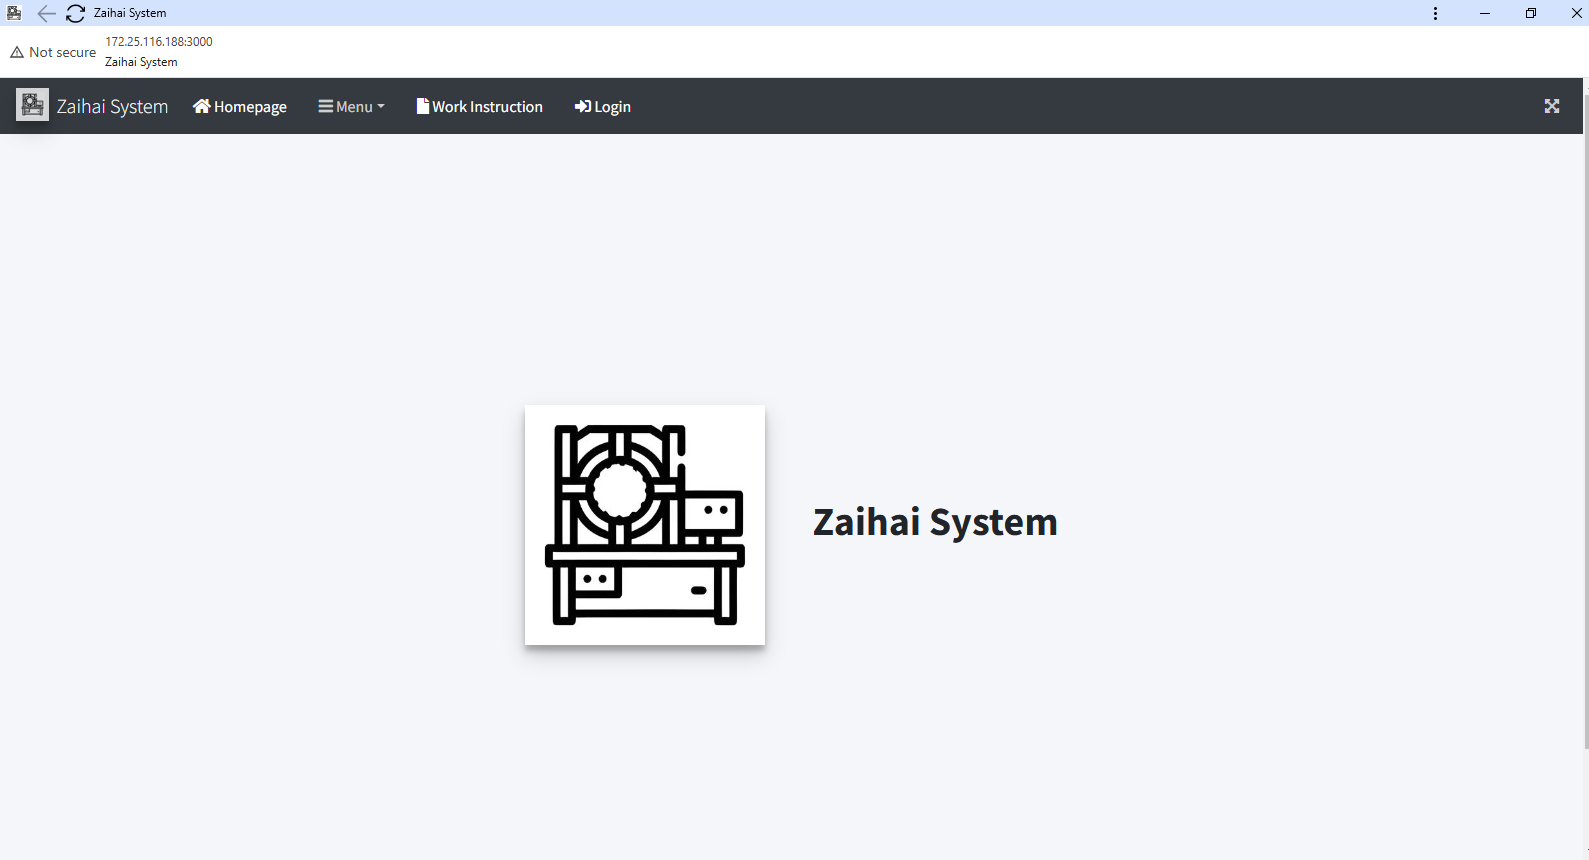 Zaihai System
Not secure
172.25.116.188:3000
Zaihai System
Zaihai System Homepage Menu Work Instruction Login
Zaihai System